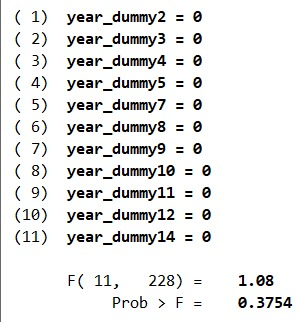 ( 1) year_dummy2 = 0
( 2) year_dummy3 = 0
( 3) year_dummy4 = 0
( 4) year_dummy5 = 0
( 5) year_dummy7 = 0
( 6) year_dummy8 = 0
( 7) year_dummy9 = 0
( 8) year_dummy10 = 0
( 9) year_dummy11 = 0
(10) year_dummy12 = 0
(11) year_dummy14 = 0
F( 11, 228) = 1.08
Prob > F = 0.3754